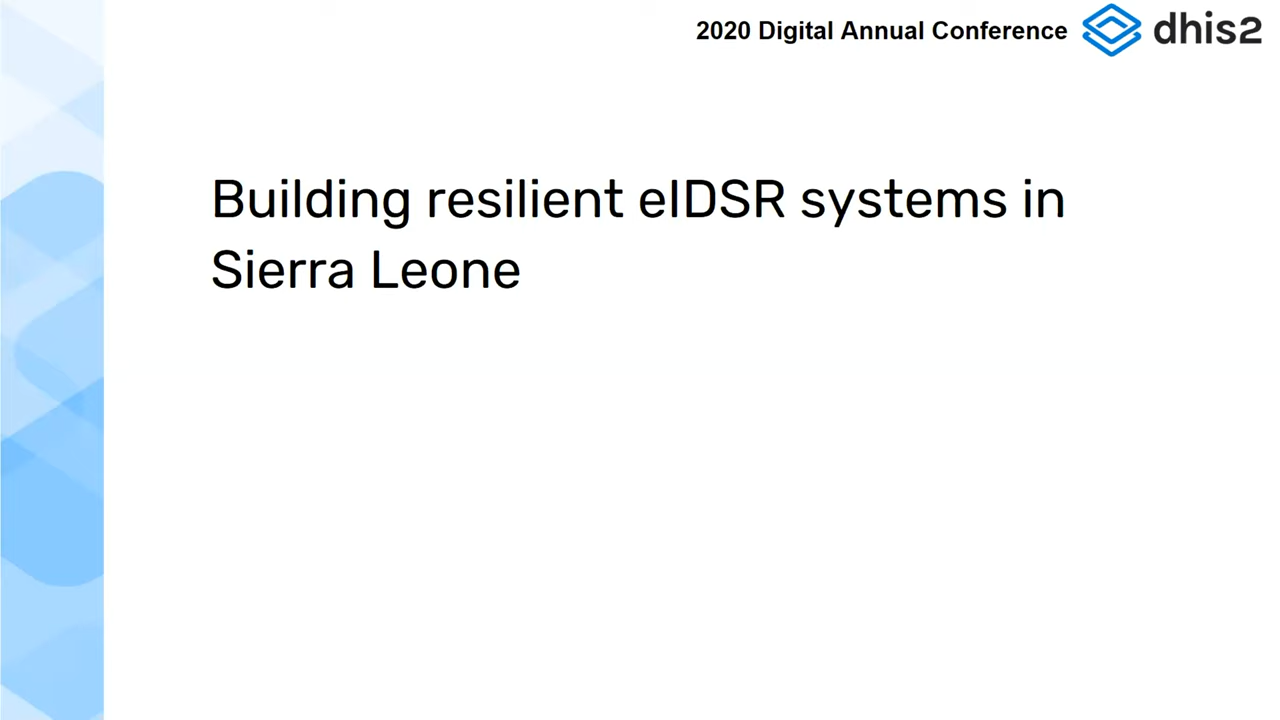 2020 Digital Annual Conference dhis2
Building resilient eIDSR systems in
Sierra Leone